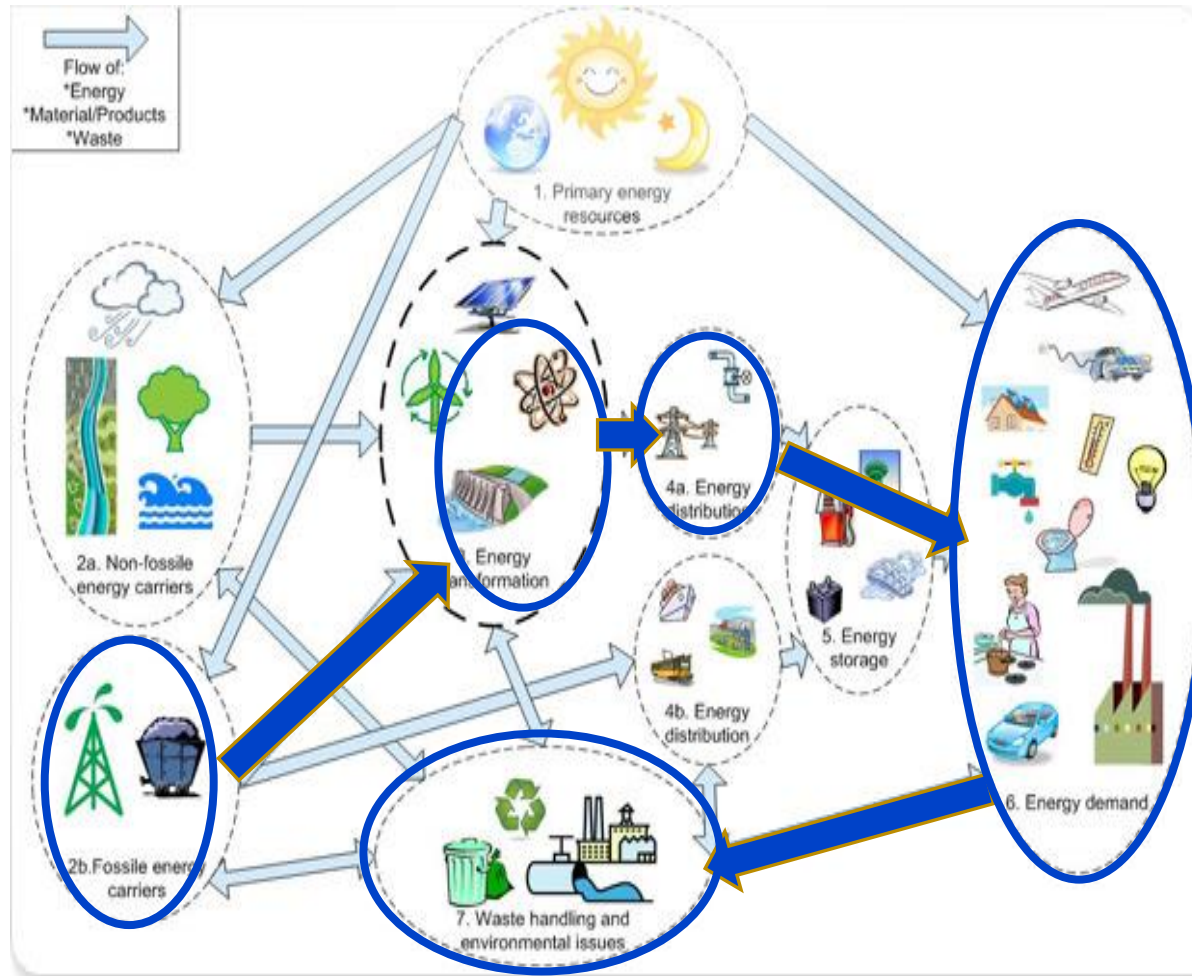 Flow of:
*Energy
*Material/Products
*Waste
1. Primary energy
resources
2a. Non-fossile
energy carriers
Energy
4a. Energy
distribution
5. Energy
storage
4b. Energy
distribution
6. Energy demand
2b.Fossile energy
carriers
7. Waste handling and
environmental issues